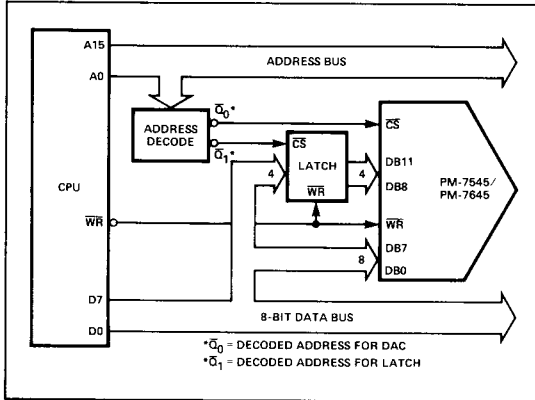 A15
ADDRESS BUS
A0
Q̅0*
ADDRESS DECODE
C̅S̅
C̅S̅
Q̅1*
LATCH
DB11
4
4
DB8
PM-7545/
PM-7645
CPU
W̅R̅
W̅R̅
W̅R̅
DB7
8
DB0
D7
8-BIT DATA BUS
D0
*Q̅0 = DECODED ADDRESS FOR DAC
*Q̅1 = DECODED ADDRESS FOR LATCH